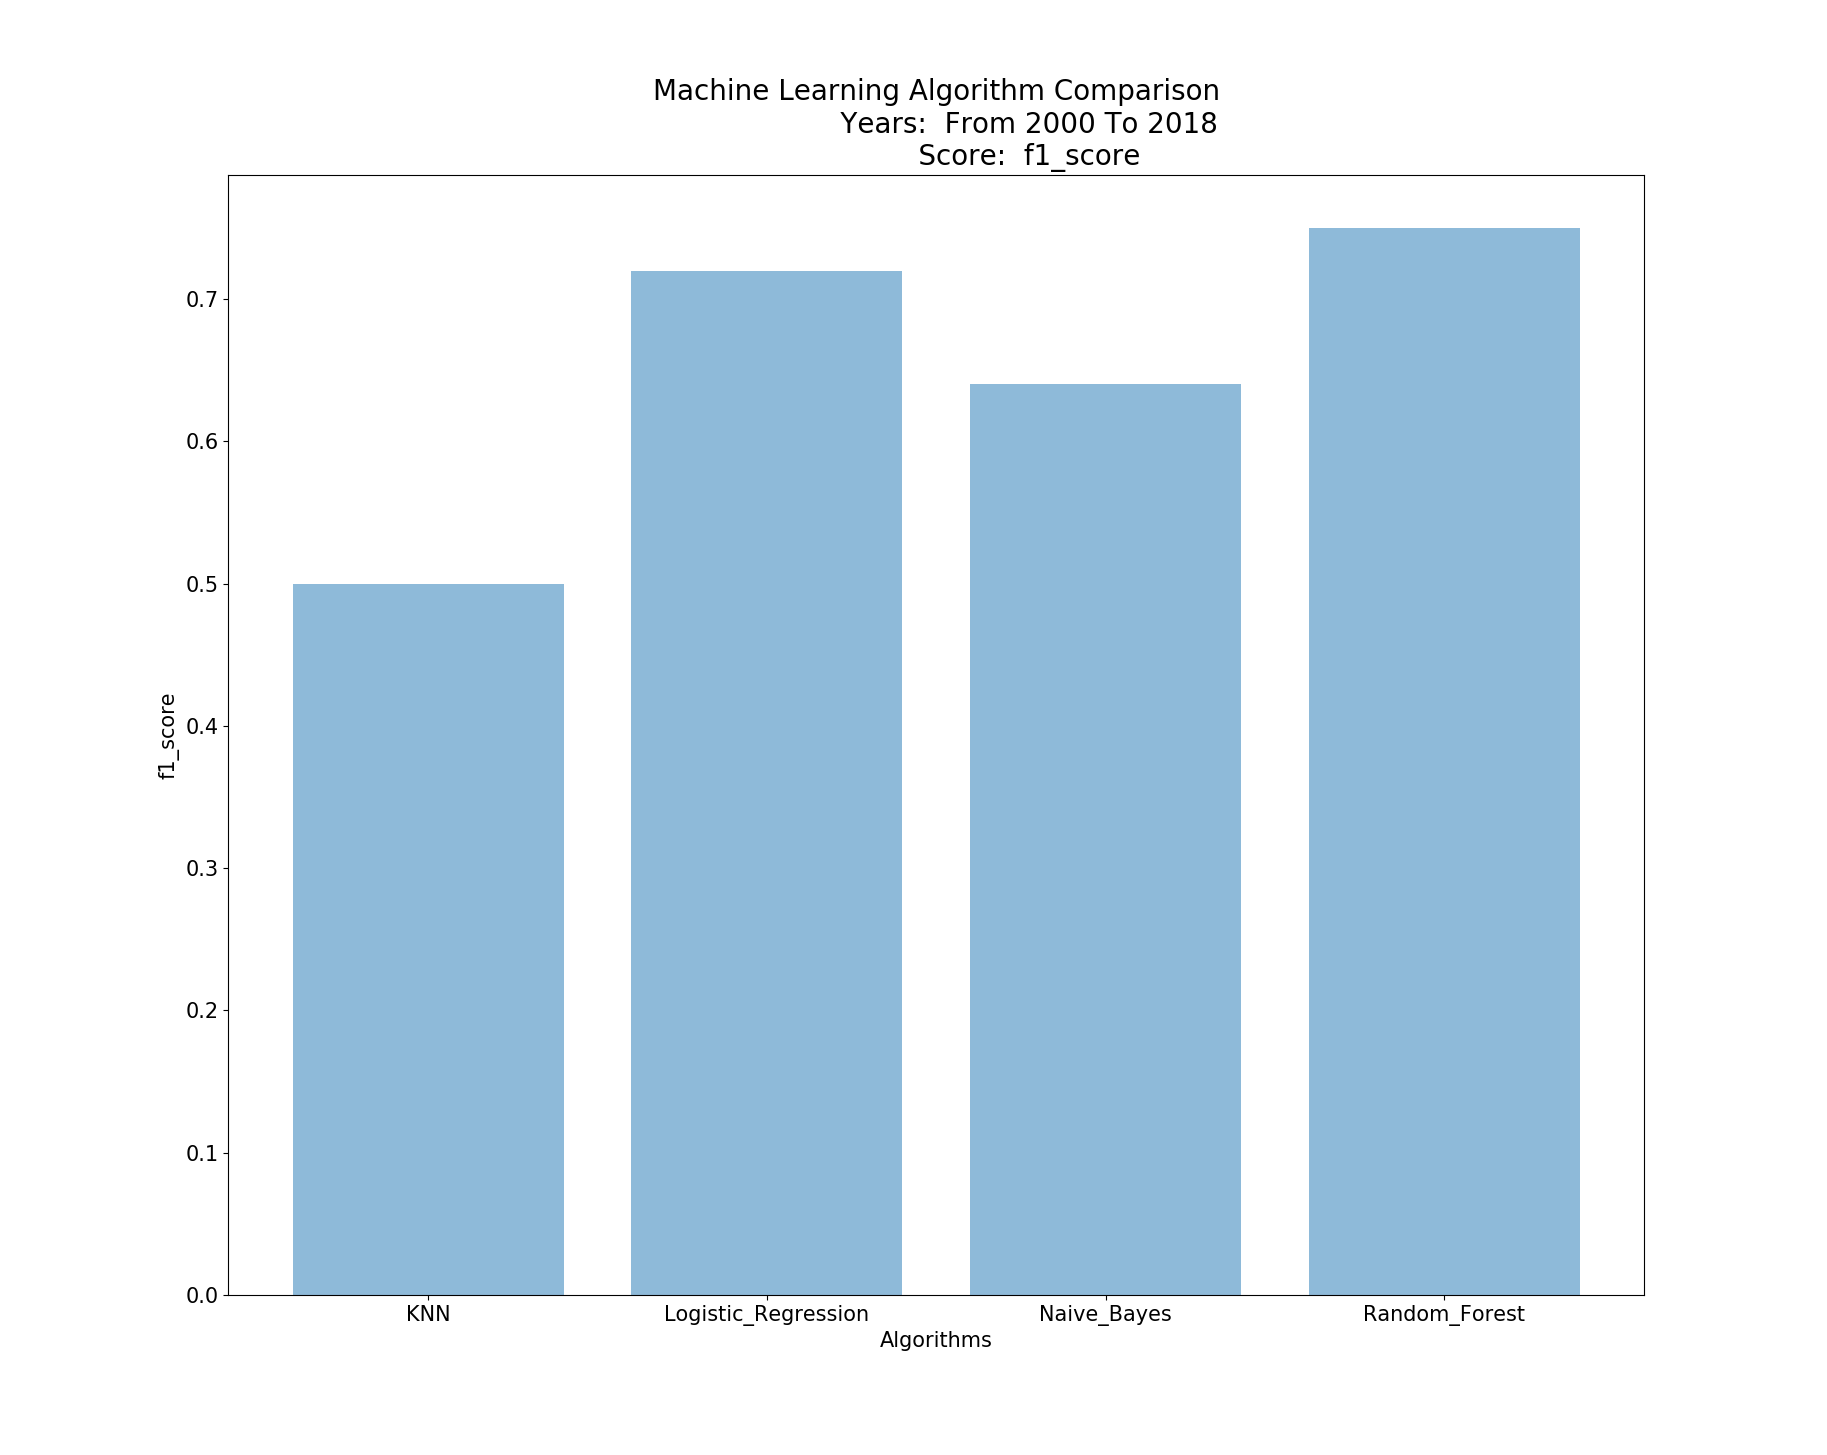 Machine Learning Algorithm Comparison
Years:  From 2000 To 2018
Score:  f1_score
0.7
0.6
0.5
0.4
0.3
0.2
0.1
0.0
f1_score
KNN
Logistic_Regression
Naive_Bayes
Random_Forest
Algorithms